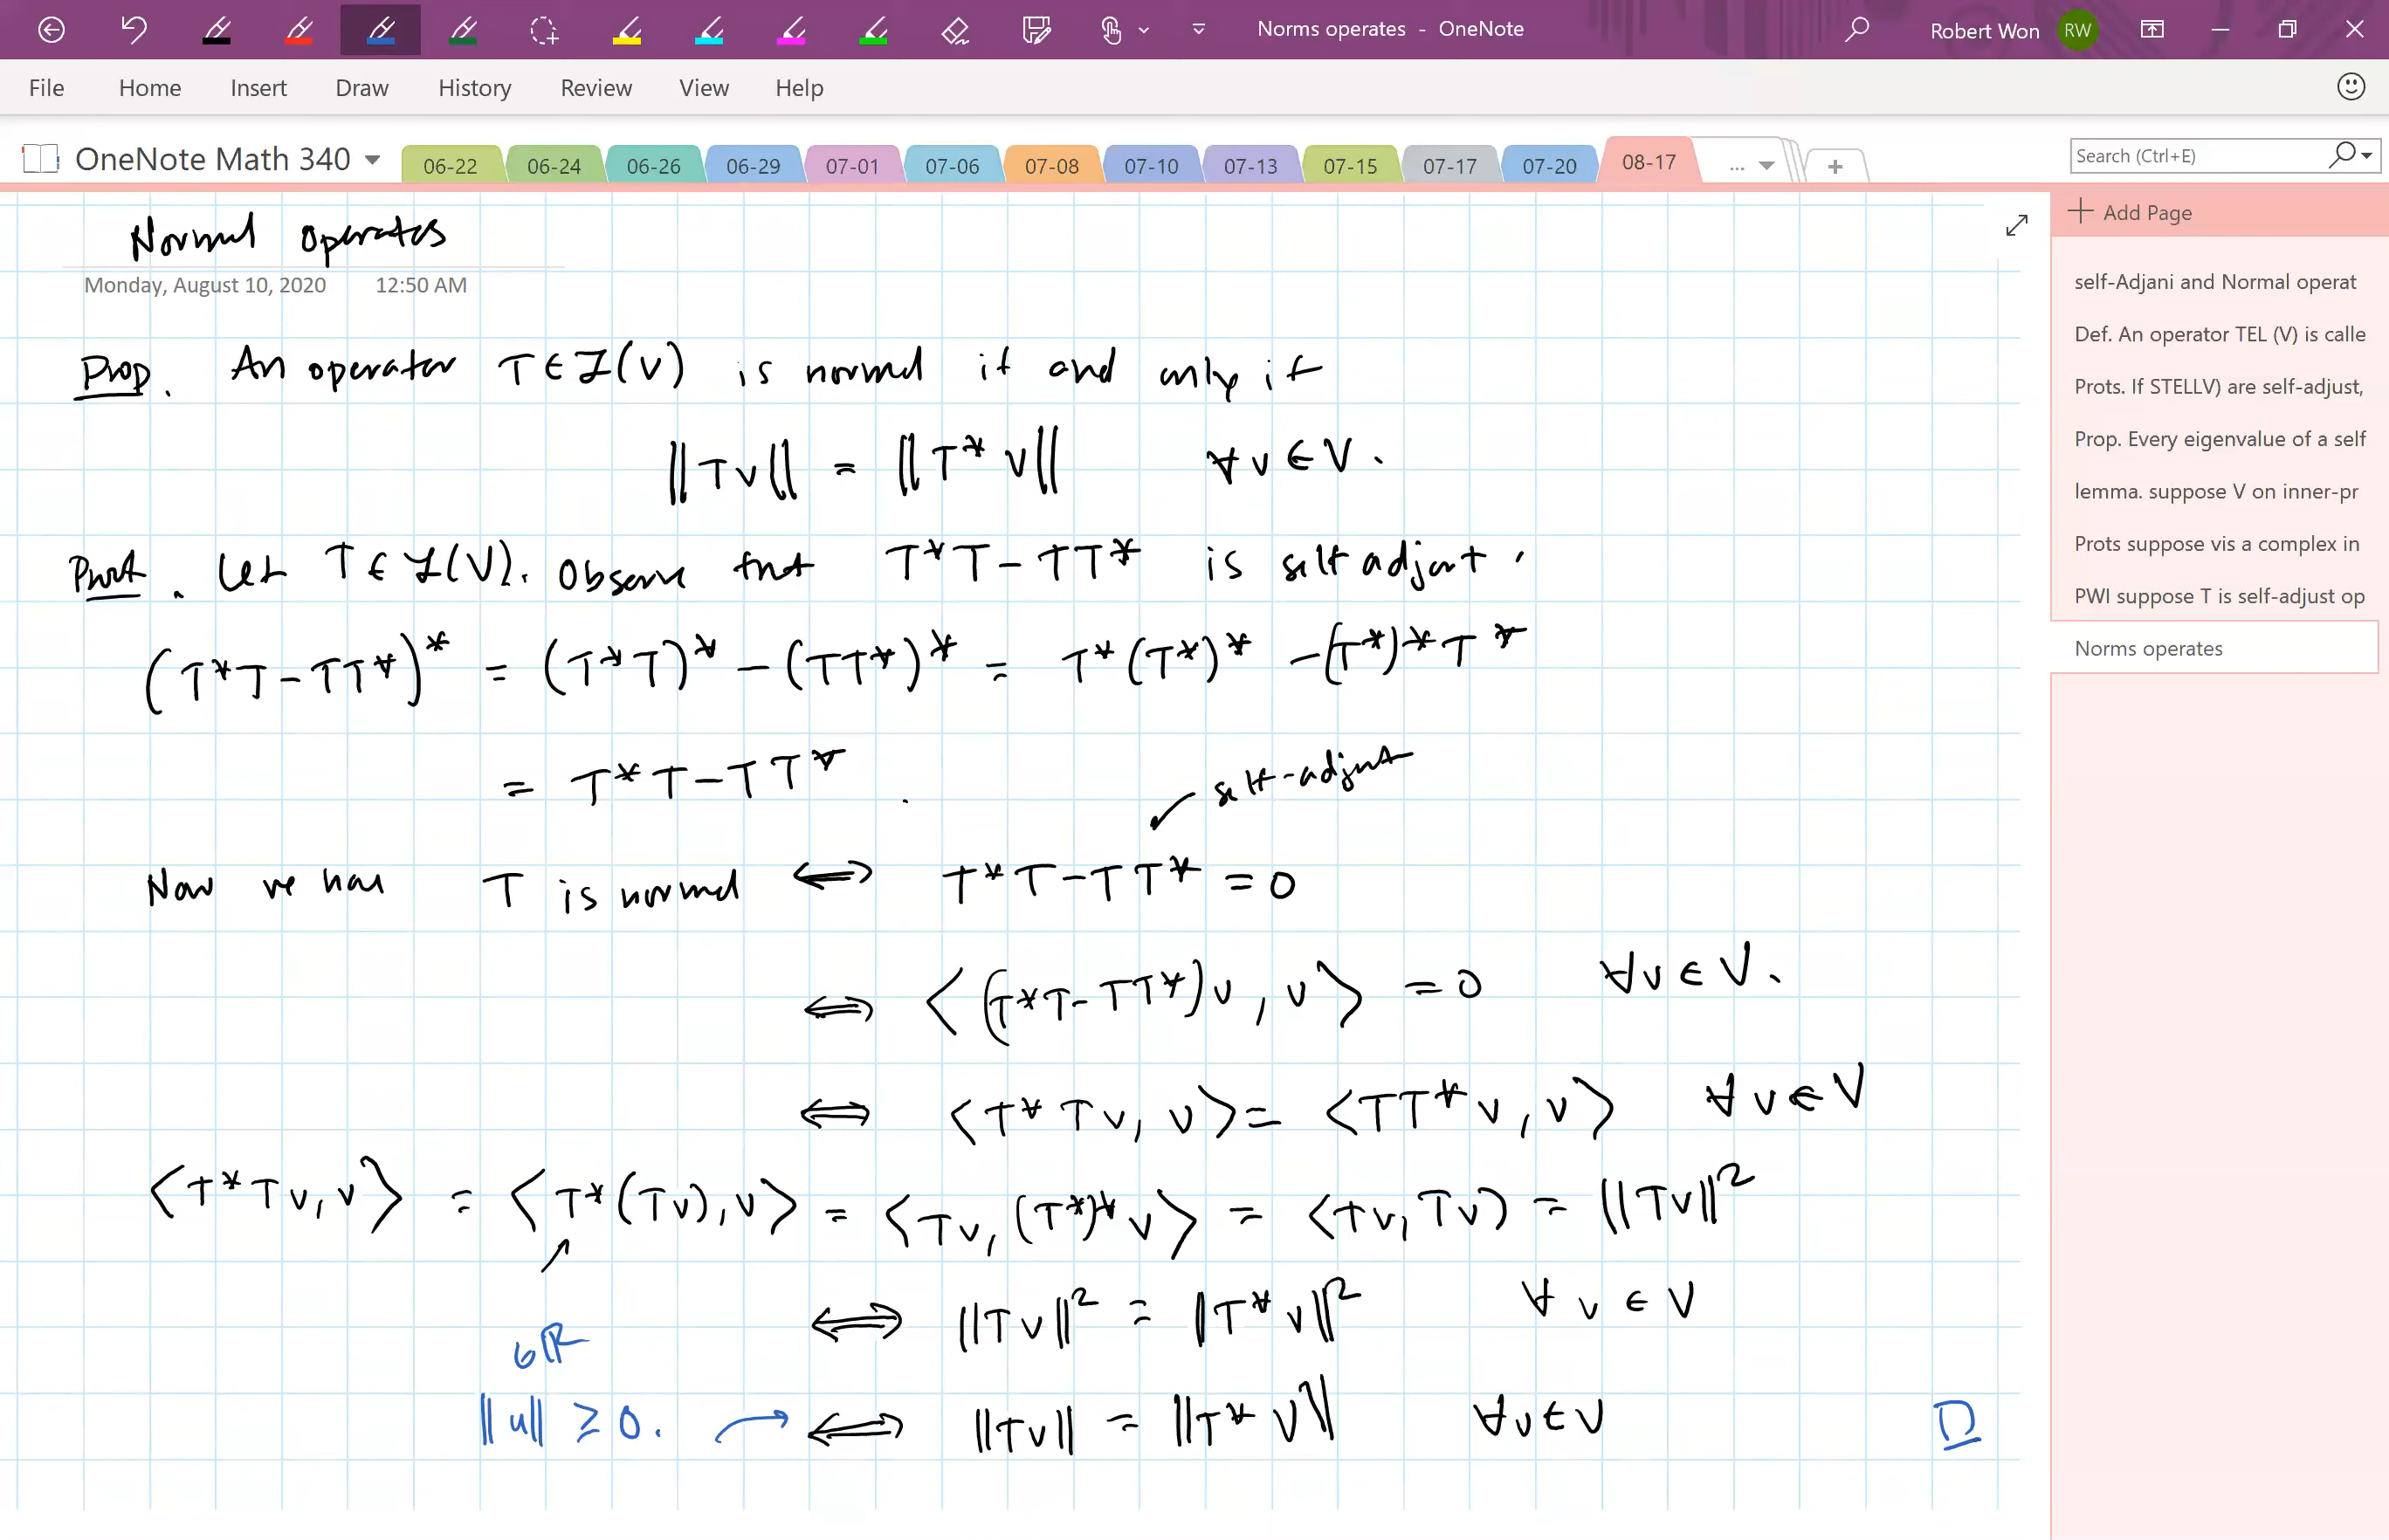 Norms operates - OneNote
Robert Won RW
File Home Insert Draw History Review View Help
OneNote Math 340 06-22 06-24 06-26 06-29 07-01 07-06 07-08 07-10 07-13 07-15 07-17 07-20 08-17 ... +
Search (Ctrl+E)
Normal operators
Monday, August 10, 2020 12:50 AM
Prop. An operator T ∈ ℒ(V) is normal if and only if
||Tv|| = ||T* v|| ∀ v ∈ V.
Proof. Let T ∈ ℒ(V). Observe that T*T - TT* is self adjoint.
(T*T - TT*)* = (T*T)* - (TT*)* = T*(T*)* - (T*)*T*
= T*T - TT*.
self-adjoint
Now we have T is normal ⟺ T*T - TT* = 0
⟺ ⟨(T*T - TT*)v, v⟩ = 0 ∀v ∈ V.
⟺ ⟨T*Tv, v⟩ = ⟨TT*v, v⟩ ∀ v ∈ V
⟨T*Tv, v⟩ = ⟨T*(Tv), v⟩ = ⟨Tv, (T*)*v⟩ = ⟨Tv, Tv⟩ = ||Tv||²
⟺ ||Tv||² = ||T*v||² ∀ v ∈ V
∈ℝ
||u|| ≥ 0. → ⟺ ||Tv|| = ||T* v|| ∀v ∈ V □
+ Add Page
self-Adjani and Normal operat
Def. An operator TEL (V) is calle
Prots. If STELLV) are self-adjust,
Prop. Every eigenvalue of a self
lemma. suppose V on inner-pr
Prots suppose vis a complex in
PWI suppose T is self-adjust op
Norms operates